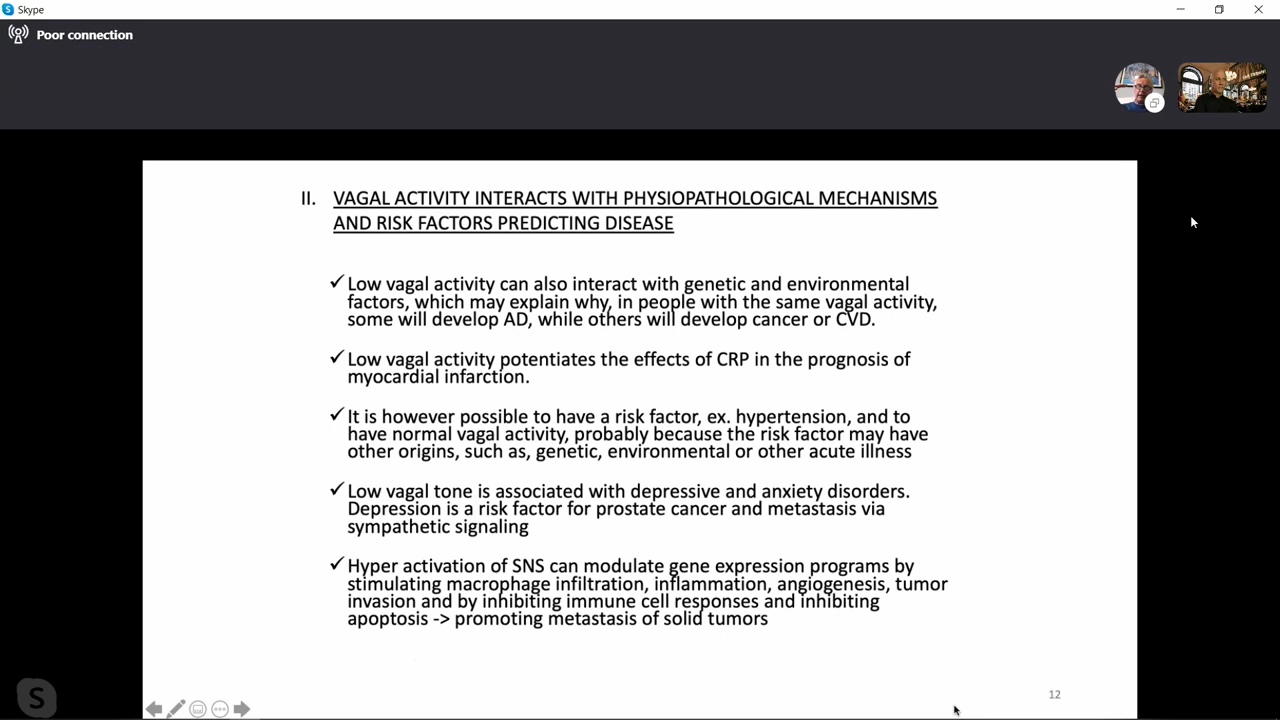 Skype
Poor connection
II. VAGAL ACTIVITY INTERACTS WITH PHYSIOPATHOLOGICAL MECHANISMS
AND RISK FACTORS PREDICTING DISEASE
✓Low vagal activity can also interact with genetic and environmental
factors, which may explain why, in people with the same vagal activity,
some will develop AD, while others will develop cancer or CVD.
✓Low vagal activity potentiates the effects of CRP in the prognosis of
myocardial infarction.
✓It is however possible to have a risk factor, ex. hypertension, and to
have normal vagal activity, probably because the risk factor may have
other origins, such as, genetic, environmental or other acute illness
✓Low vagal tone is associated with depressive and anxiety disorders.
Depression is a risk factor for prostate cancer and metastasis via
sympathetic signaling
✓Hyper activation of SNS can modulate gene expression programs by
stimulating macrophage infiltration, inflammation, angiogenesis, tumor
invasion and by inhibiting immune cell responses and inhibiting
apoptosis -> promoting metastasis of solid tumors
12
S